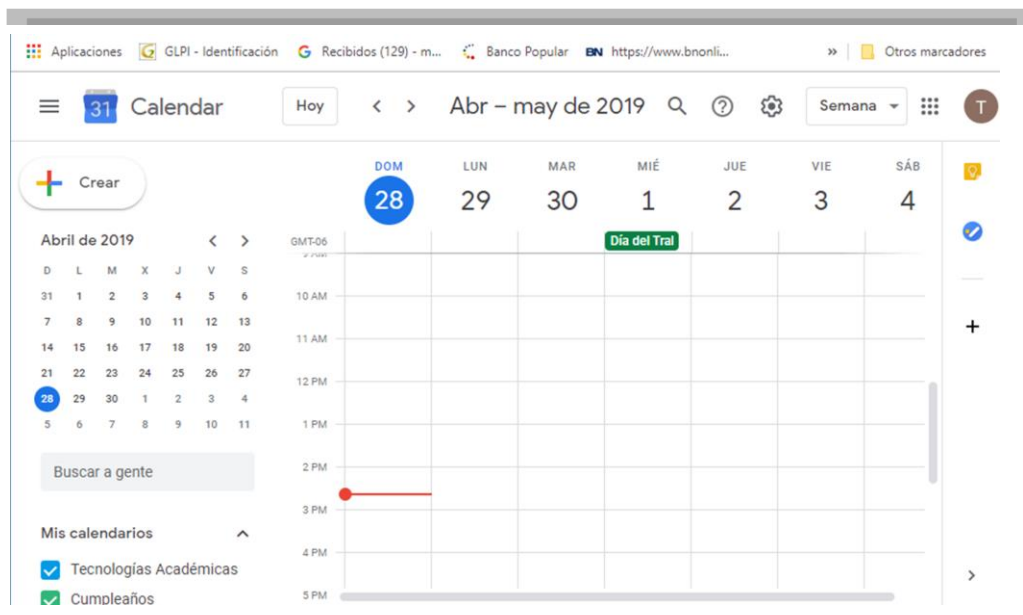 Aplicaciones GLPI - Identificación Recibidos (129) - m... Banco Popular BN https://www.bnonli... » Otros marcadores
31 Calendar Hoy < > Abr – may de 2019 Semana T
Crear
DOM LUN MAR MIÉ JUE VIE SÁB
28 29 30 1 2 3 4
Abril de 2019 < >
GMT-06 Día del Tral
D L M X J V S
31 1 2 3 4 5 6
7 8 9 10 11 12 13
14 15 16 17 18 19 20
21 22 23 24 25 26 27
28 29 30 1 2 3 4
5 6 7 8 9 10 11
Buscar a gente
Mis calendarios
Tecnologías Académicas
Cumpleaños
10 AM
11 AM
12 PM
1 PM
2 PM
3 PM
4 PM
5 PM